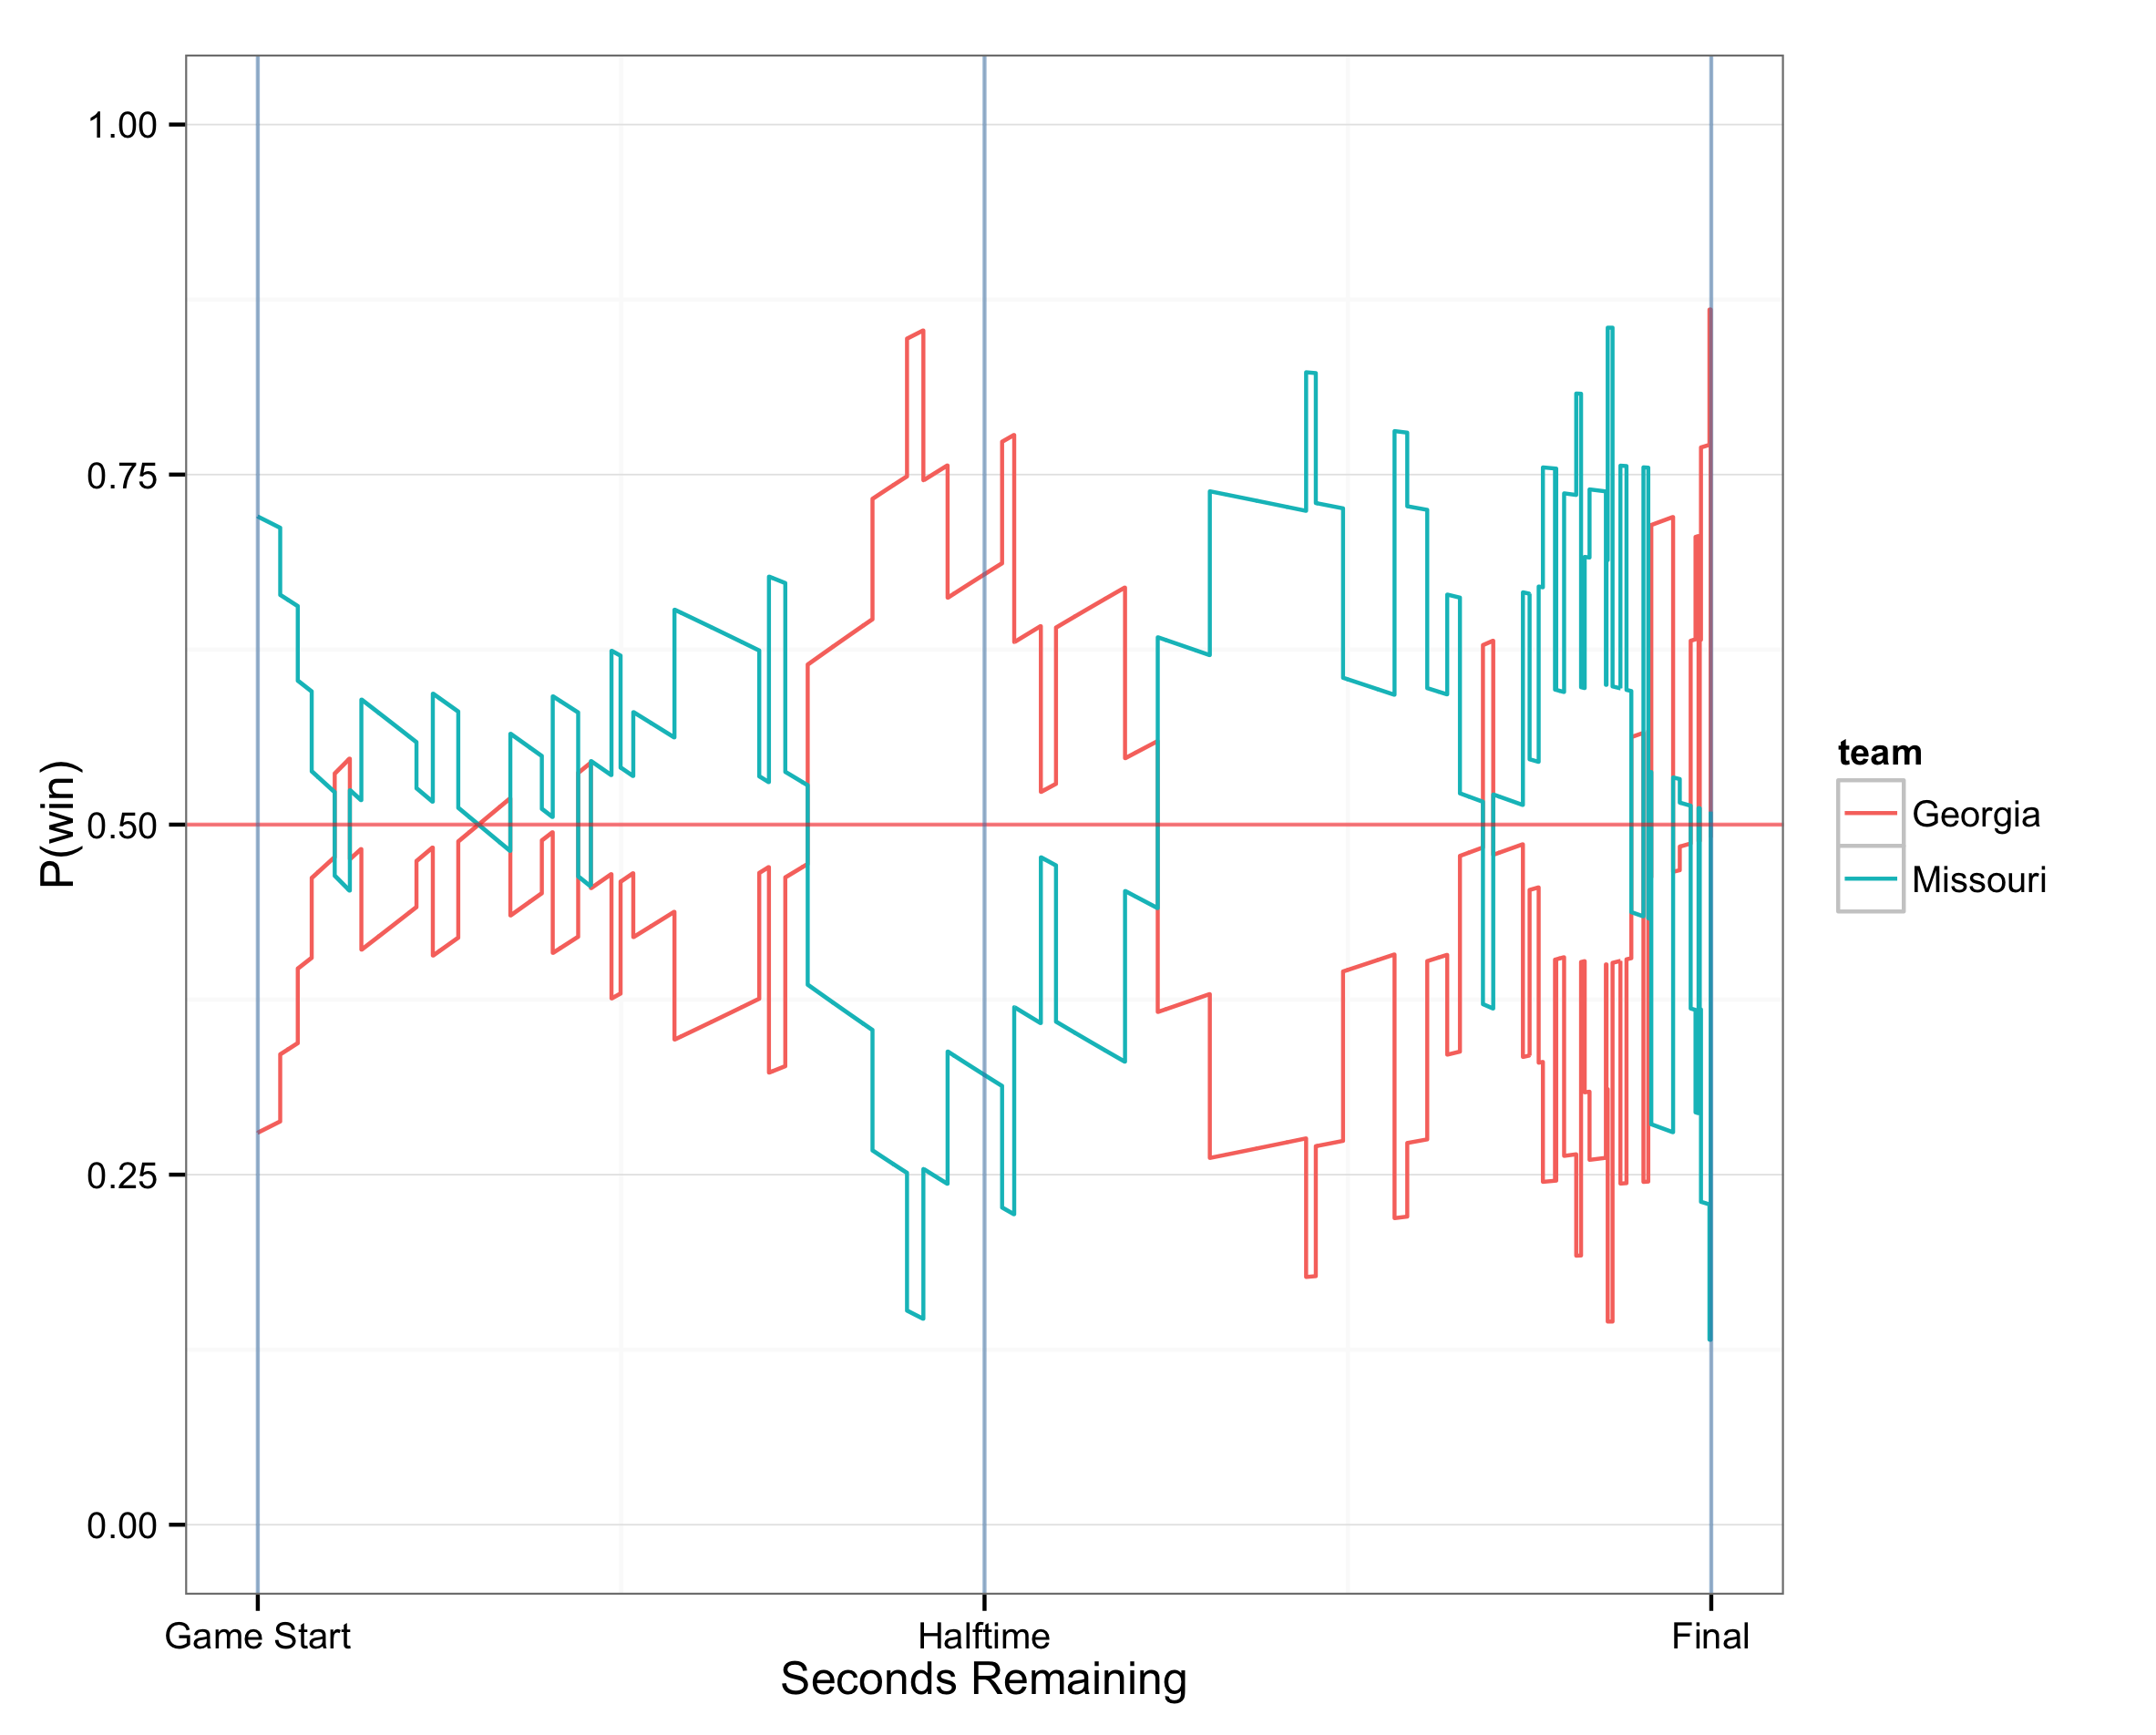 1.00
0.75
0.50
0.25
0.00
P(win)
Game Start
Halftime
Final
Seconds Remaining
team
Georgia
Missouri